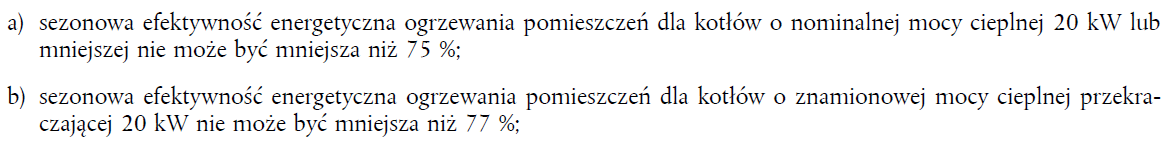 a) sezonowa efektywność energetyczna ogrzewania pomieszczeń dla kotłów o nominalnej mocy cieplnej 20 kW lub
mniejszej nie może być mniejsza niż 75 %;
b) sezonowa efektywność energetyczna ogrzewania pomieszczeń dla kotłów o znamionowej mocy cieplnej przekra-
czającej 20 kW nie może być mniejsza niż 77 %;